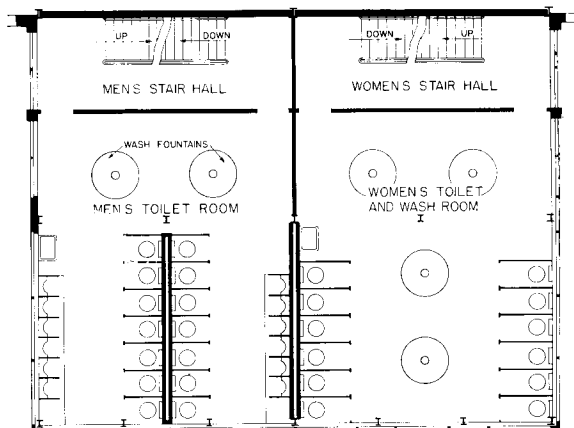 UP DOWN
DOWN UP
MEN'S STAIR HALL
WOMEN'S STAIR HALL
WASH FOUNTAINS
MEN'S TOILET ROOM
WOMEN'S TOILET
AND WASH ROOM